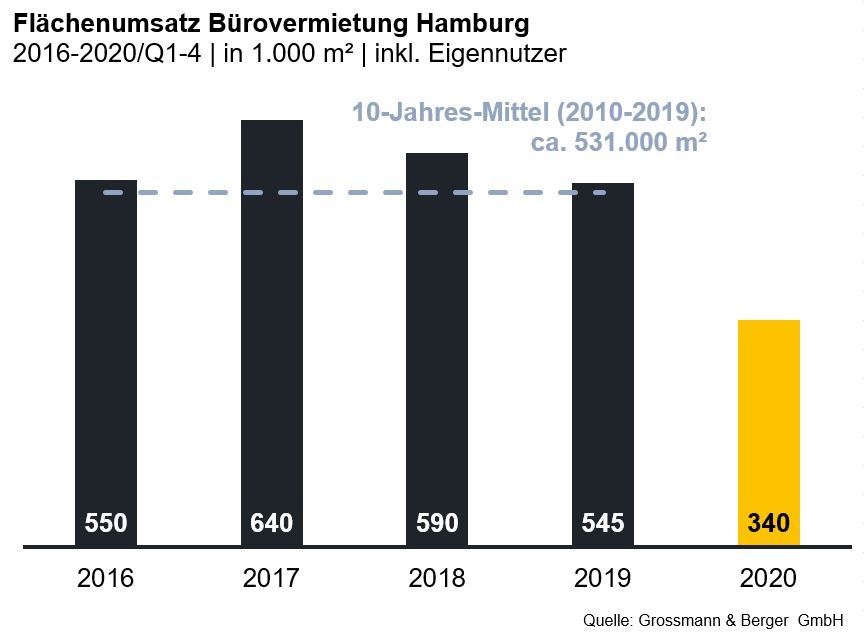 Flächenumsatz Bürovermietung Hamburg
2016-2020/Q1-4 | in 1.000 m² | inkl. Eigennutzer
10-Jahres-Mittel (2010-2019):
ca. 531.000 m²
550 640 590 545 340
2016 2017 2018 2019 2020
Quelle: Grossmann & Berger GmbH